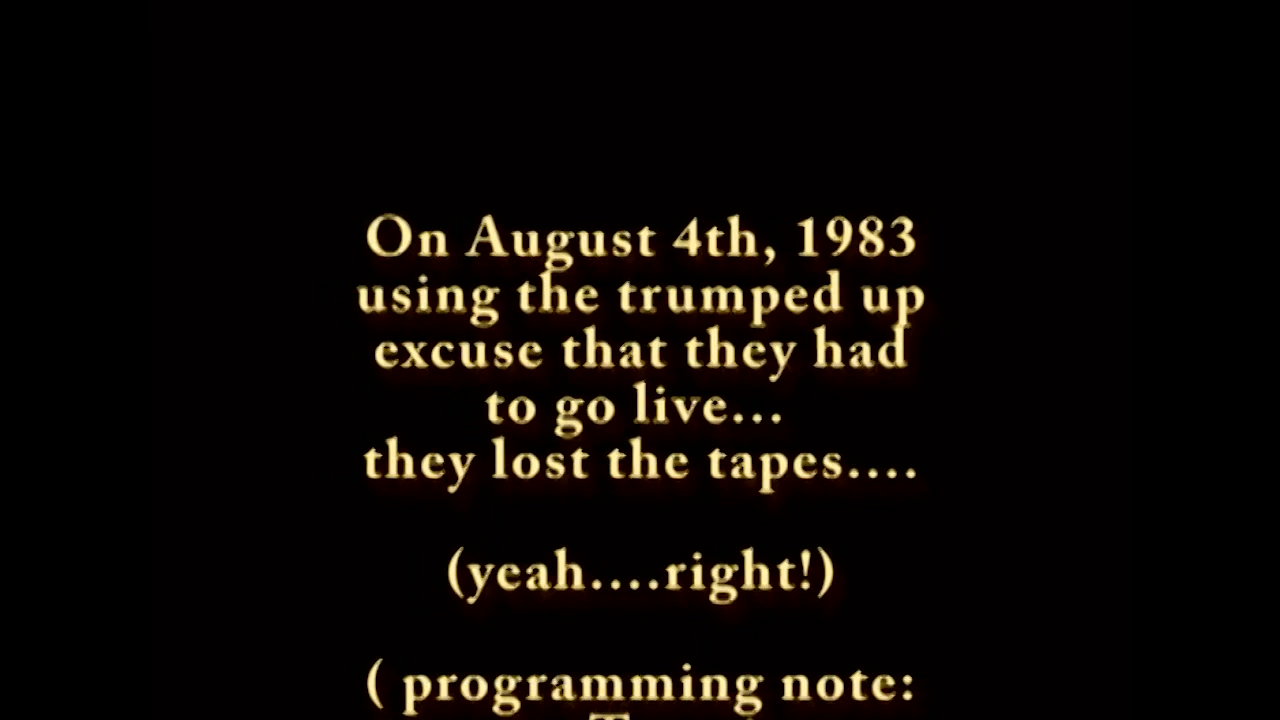 On August 4th, 1983
using the trumped up
excuse that they had
to go live...
they lost the tapes....
(yeah....right!)
( programming note: